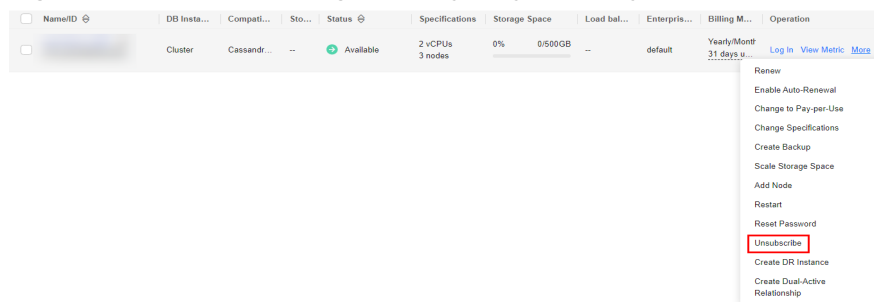 Name/ID DB Insta... Compati... Sto... Status Specifications Storage Space Load bal... Enterpris... Billing M... Operation
Cluster Cassandr... -- Available 2 vCPUs 0% 0/500GB -- default Yearly/Month Log In View Metric More
3 nodes 31 days u...
Renew
Enable Auto-Renewal
Change to Pay-per-Use
Change Specifications
Create Backup
Scale Storage Space
Add Node
Restart
Reset Password
Unsubscribe
Create DR Instance
Create Dual-Active
Relationship